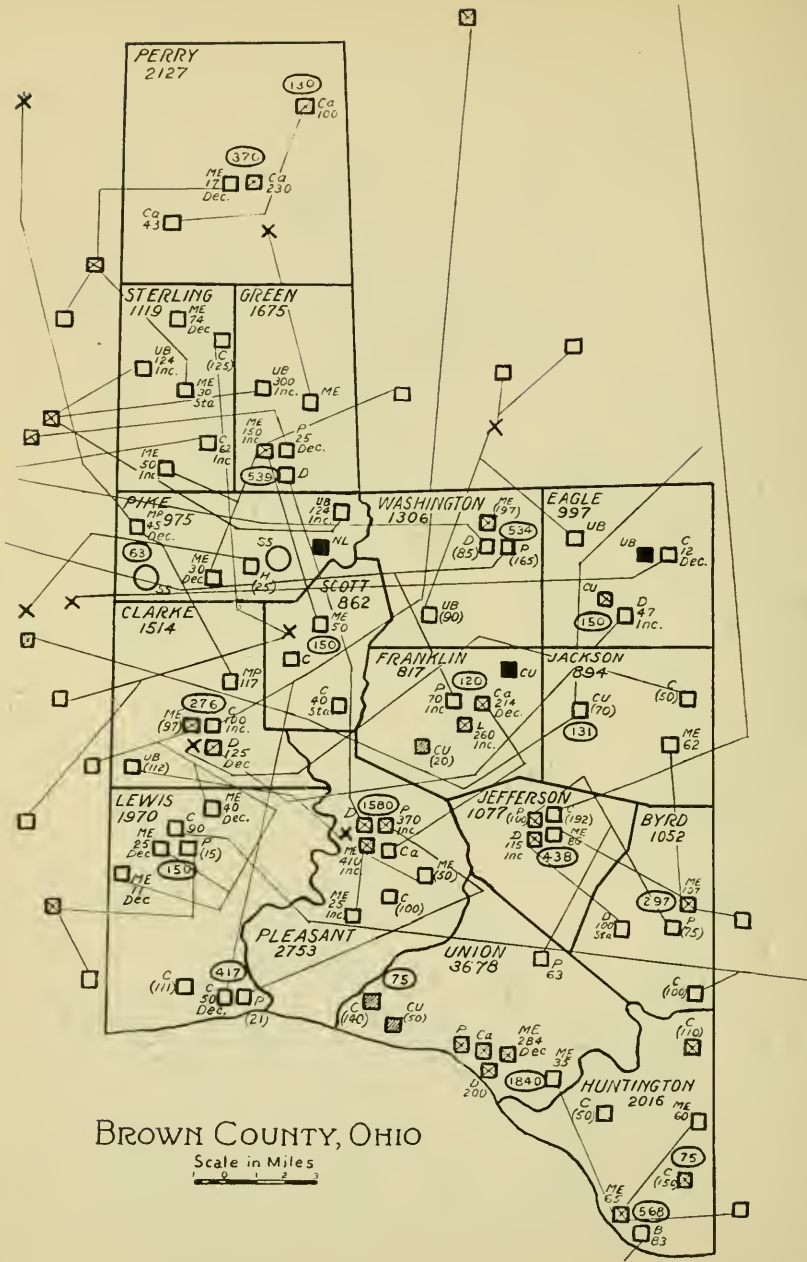 PERRY
2127
130
Ca
100
370
ME
17
Dec.
Ca
230
Ca
43
STERLING
1119
ME
74
Dec
C
(125)
UB
124
Inc.
ME
30
Sta
C
62
Inc
ME
50
Inc
GREEN
1675
UB
300
Inc.
ME
ME
150
Inc
P
25
Dec.
539
D
PIKE
975
MP
45
Dec.
63
SS
ME
30
Dec
SS
H
(25)
UB
124
Inc.
NL
WASHINGTON
1306
ME
(97)
534
D
(85)
P
(165)
UB
(90)
EAGLE
997
UB
UB
C
12
Dec.
CU
150
D
47
Inc.
CLARKE
1514
MP
117
276
ME
(97)
C
100
Inc.
D
125
Dec
UB
(112)
SCOTT
862
ME
50
150
C
C
40
Sta.
FRANKLIN
817
CU
120
P
70
Inc
Ca
214
Dec.
L
260
Inc.
CU
(20)
JACKSON
894
CU
(70)
131
C
(50)
ME
62
LEWIS
1970
ME
40
Dec.
C
90
ME
25
Dec
P
(15)
150
ME
11
Dec
C
(111)
417
C
50
Dec.
P
(21)
PLEASANT
2753
1580
D
P
370
Inc
ME
410
Inc.
Ca
ME
(50)
C
(100)
ME
25
Inc
JEFFERSON
1077
P
(100)
C
(192)
D
115
Inc
ME
86
438
BYRD
1052
ME
107
297
P
(75)
D
100
Sta
C
(100)
UNION
3678
P
63
75
C
(140)
CU
(50)
P
Ca
ME
284
Dec
D
200
1840
ME
35
HUNTINGTON
2016
C
(110)
C
(50)
ME
60
75
C
(150)
ME
65
568
B
83
BROWN COUNTY, OHIO
Scale in Miles
1 0 1 2 3